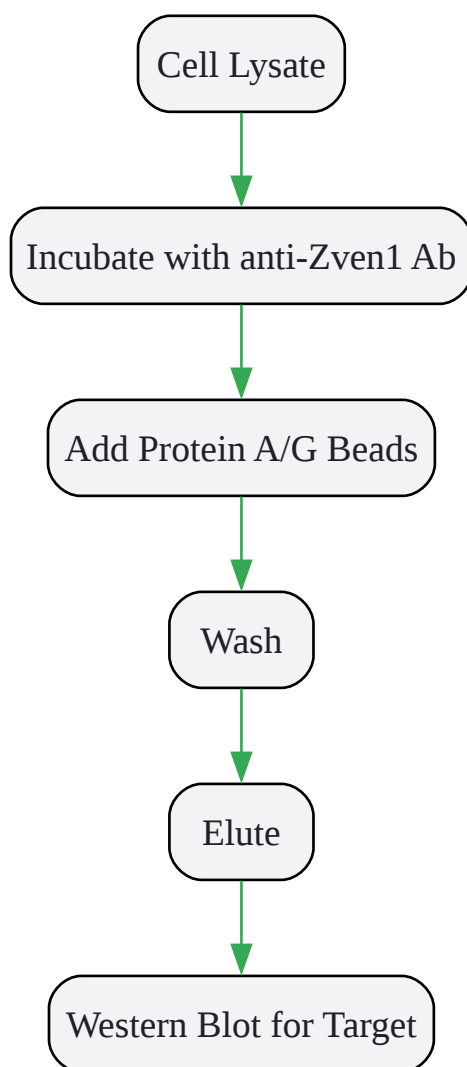 Cell Lysate
Incubate with anti-Zven1 Ab
Add Protein A/G Beads
Wash
Elute
Western Blot for Target